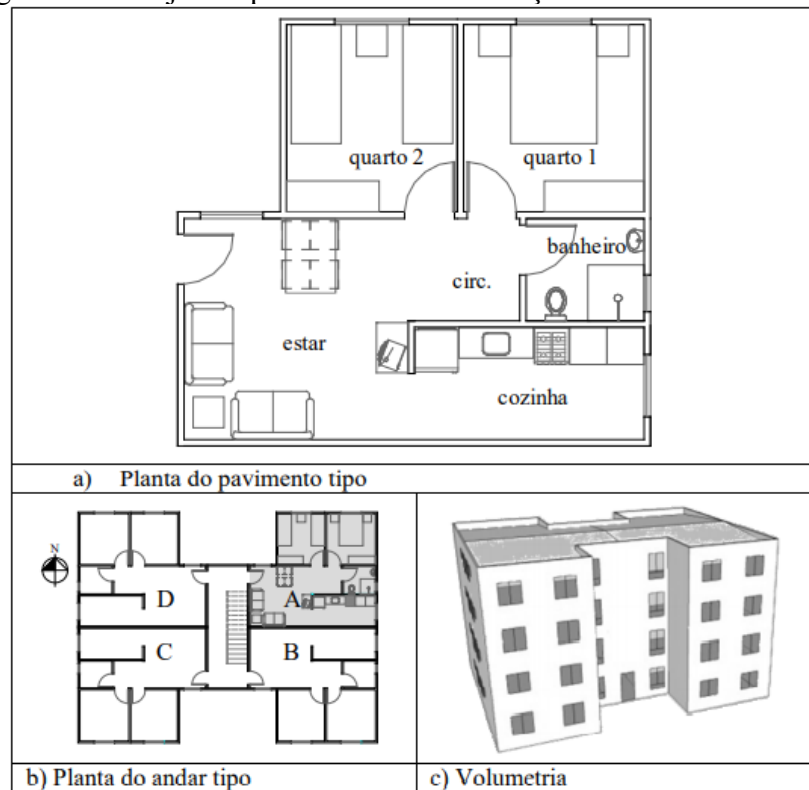 quarto 2
quarto 1
banheiro
circ.
estar
cozinha
a) Planta do pavimento tipo
N
D
A
C
B
b) Planta do andar tipo
c) Volumetria